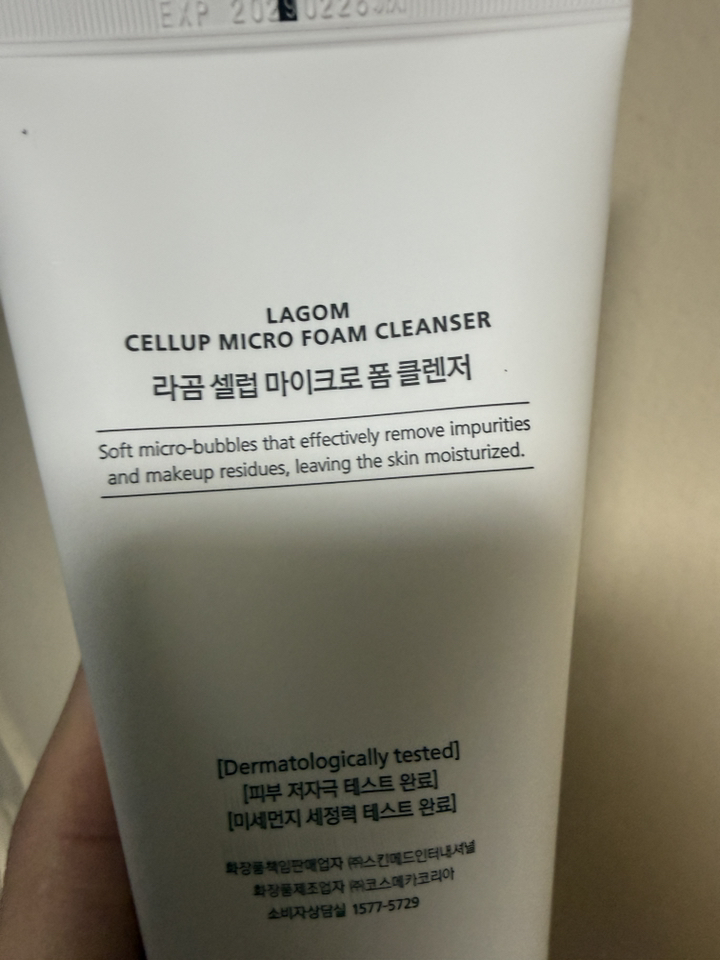 EXP
LAGOM
CELLUP MICRO FOAM CLEANSER
라곰 셀럽 마이크로 폼 클렌저
Soft micro-bubbles that effectively remove impurities
and makeup residues, leaving the skin moisturized.
[Dermatologically tested]
[피부 저자극 테스트 완료]
[미세먼지 세정력 테스트 완료]
화장품책임판매업자 ㈜스킨메드인터내셔널
화장품제조업자 ㈜코스메카코리아
소비자상담실 1577-5729